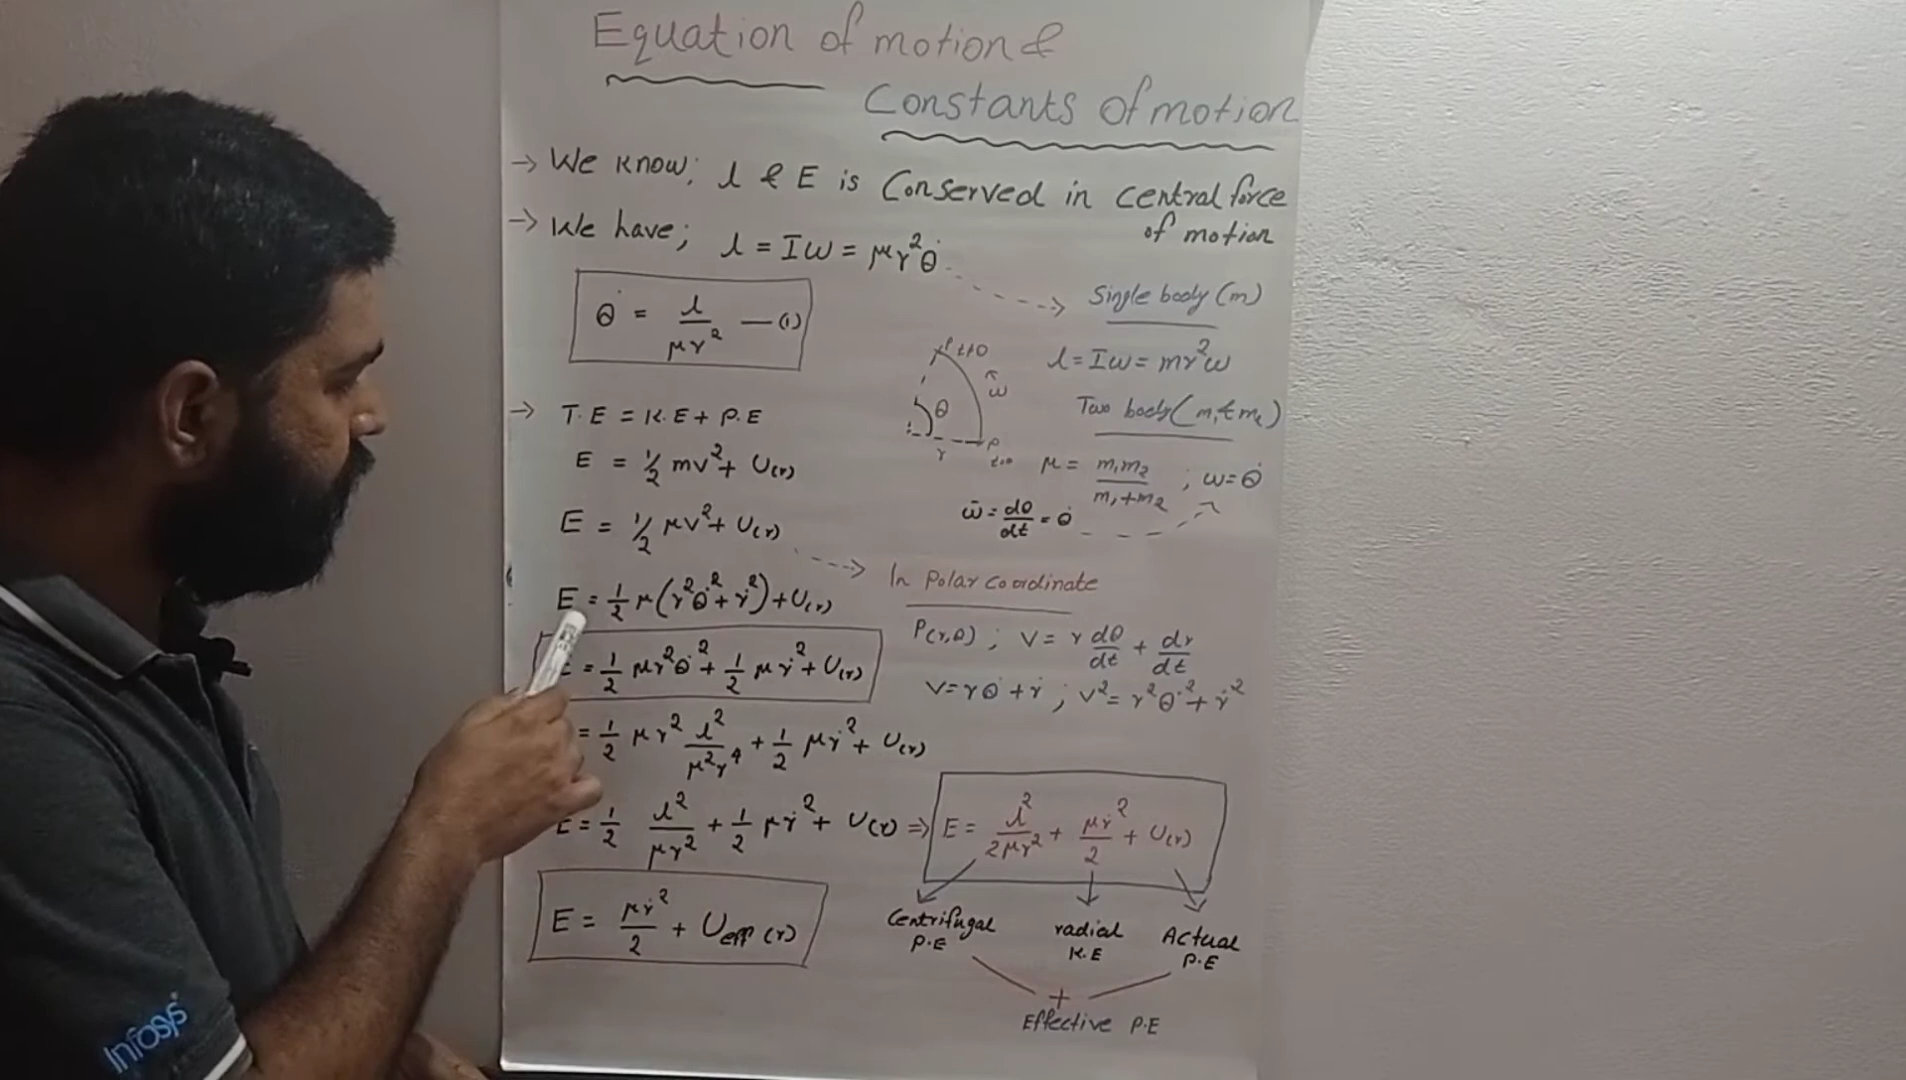 Equation of motion &
Constants of motion
→ We know; l & E is Conserved in central force
of motion
→ We have; l = Iω = μr²θ̇
θ̇ = l/μr² — (1)
Single body (m)
l = Iω = mr²ω
Two body (m₁ & m₂)
μ = m₁m₂/m₁+m₂ ; ω = θ̇
P t≠0
ω
θ
r
P
t=0
ω̄ = dθ/dt = θ̇
→ T.E = K.E + P.E
E = ½ mv² + U(r)
E = ½ μv² + U(r)
In Polar coordinate
E = ½ μ(r²θ̇² + ṙ²) + U(r)
P(r,θ) ; V = r dθ/dt + dr/dt
E = ½ μr²θ̇² + ½ μṙ² + U(r)
V = rθ̇ + ṙ ; V² = r²θ̇² + ṙ²
= ½ μr² l²/μ²r⁴ + ½ μṙ² + U(r)
E = ½ l²/μr² + ½ μṙ² + U(r) ⇒ E = l²/2μr² + μṙ²/2 + U(r)
E = μṙ²/2 + Ueff (r)
Centrifugal
P.E
radial
K.E
Actual
P.E
+
Effective P.E
Infosys